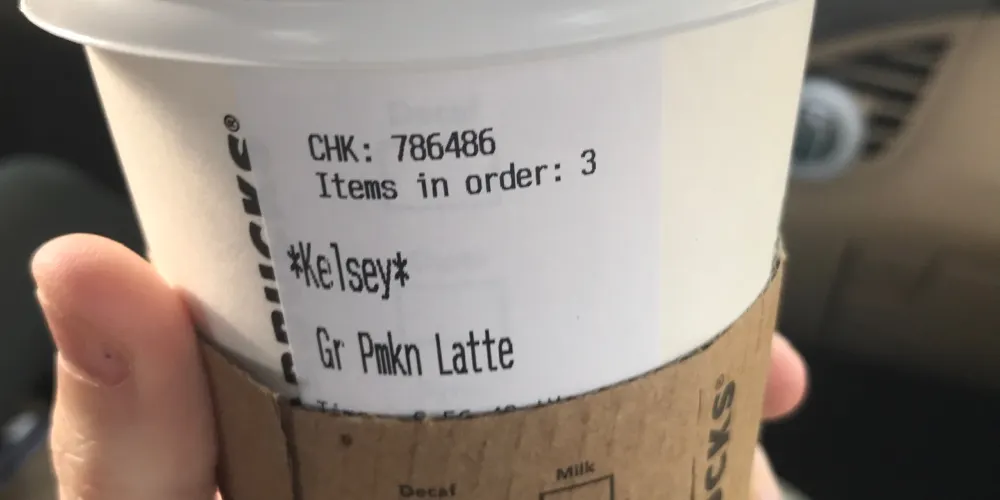 CHK: 786486
Items in order: 3
*Kelsey*
Gr Pmkn Latte
Decaf
Milk